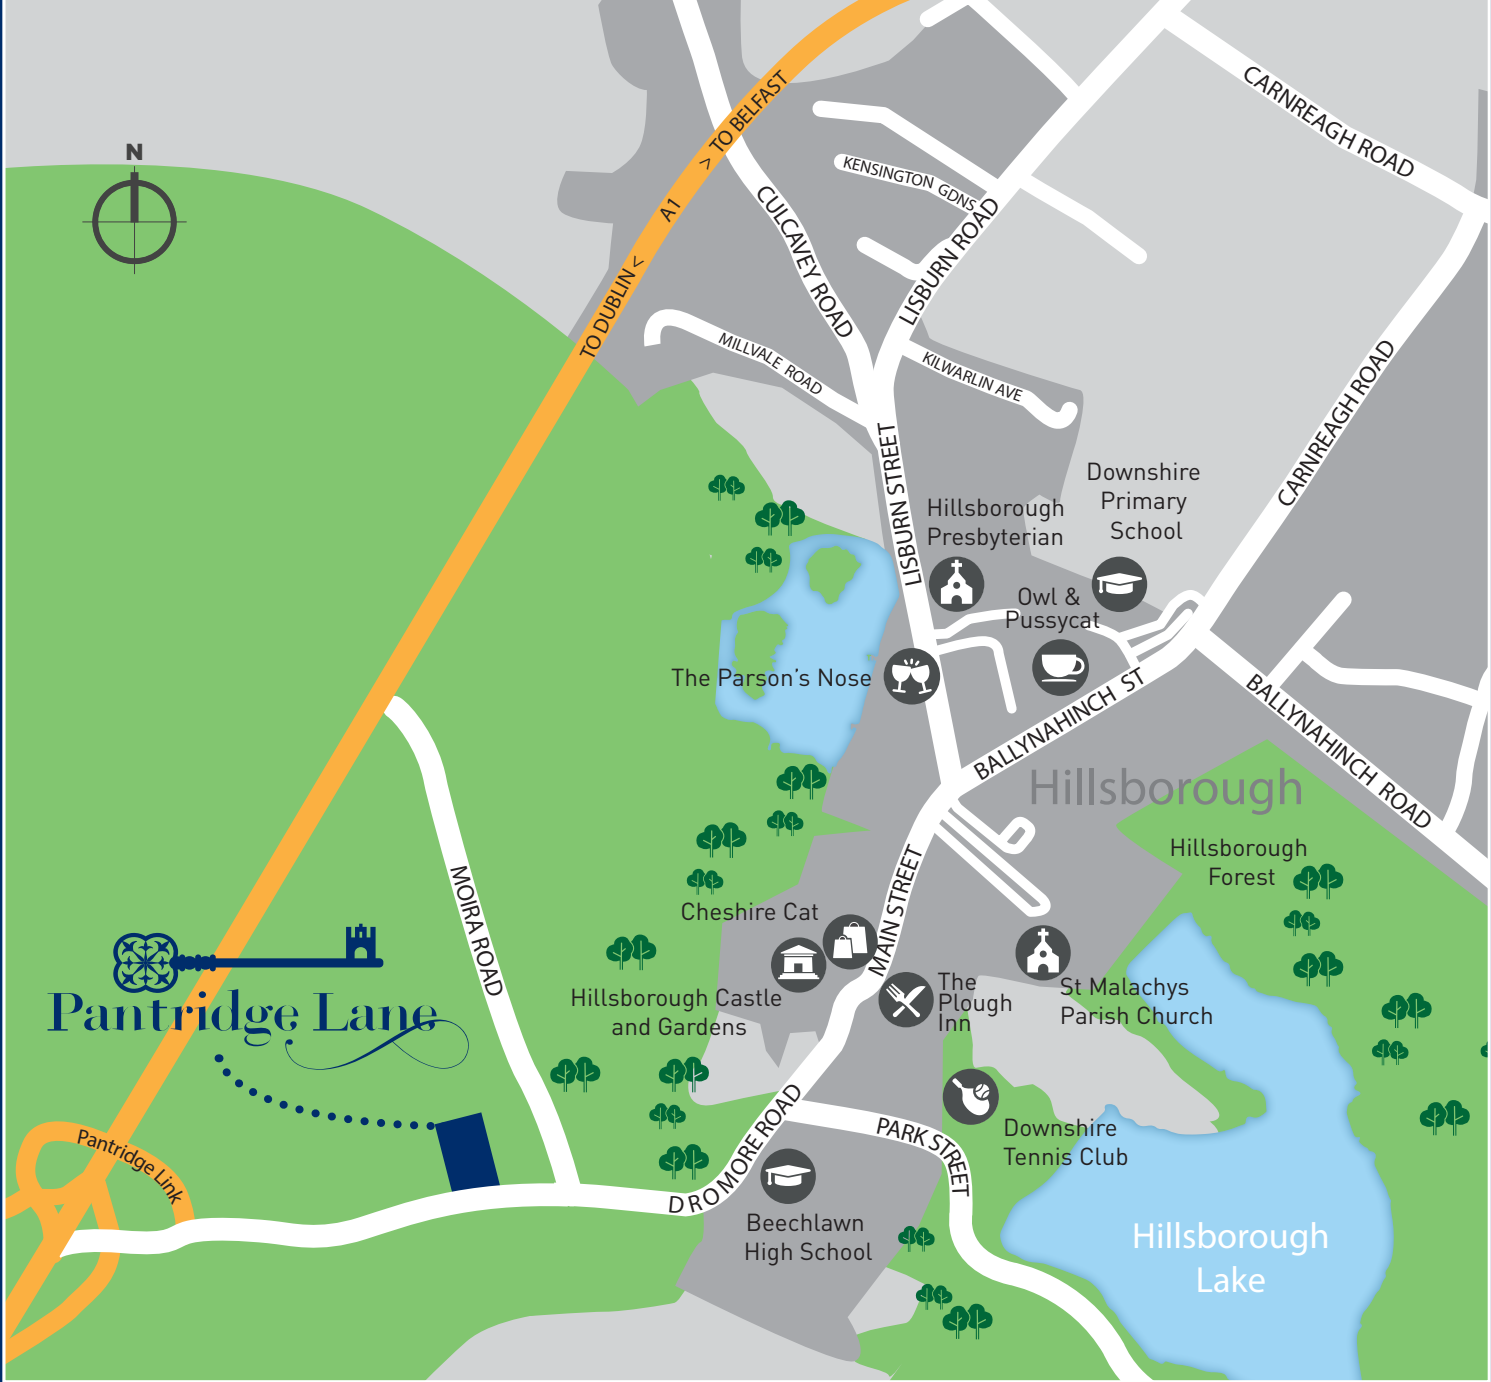 N
> TO BELFAST
A1
TO DUBLIN <
CULCAVEY ROAD
KENSINGTON GDNS
LISBURN ROAD
CARNREAGH ROAD
MILLVALE ROAD
KILWARLIN AVE
CARNREAGH ROAD
LISBURN STREET
Downshire
Primary
School
Hillsborough
Presbyterian
Owl &
Pussycat
The Parson's Nose
BALLYNAHINCH ST
BALLYNAHINCH ROAD
Hillsborough
Hillsborough
Forest
MOIRA ROAD
MAIN STREET
Cheshire Cat
Hillsborough Castle
and Gardens
The
Plough
Inn
St Malachys
Parish Church
Pantridge Lane
Pantridge Link
DROMORE ROAD
PARK STREET
Downshire
Tennis Club
Beechlawn
High School
Hillsborough
Lake